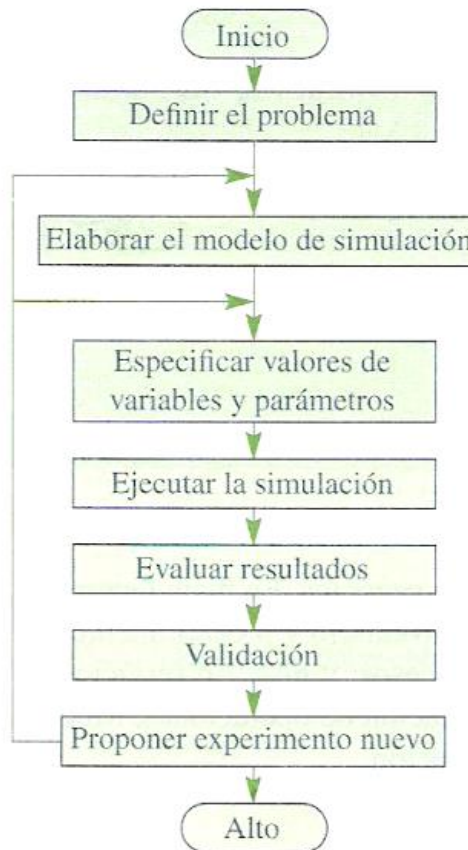 Inicio
Definir el problema
Elaborar el modelo de simulación
Especificar valores de
variables y parámetros
Ejecutar la simulación
Evaluar resultados
Validación
Proponer experimento nuevo
Alto